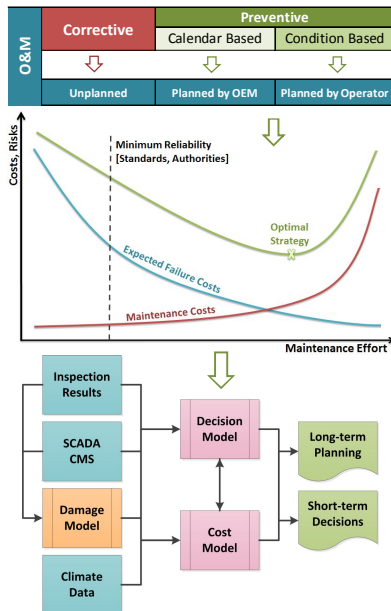 O&M
Corrective
Preventive
Calendar Based
Condition Based
Unplanned
Planned by OEM
Planned by Operator
Costs, Risks
Minimum Reliability
[Standards, Authorities]
Optimal
Strategy
Expected Failure Costs
Maintenance Costs
Maintenance Effort
Inspection
Results
SCADA
CMS
Damage
Model
Climate
Data
Decision
Model
Cost
Model
Long-term
Planning
Short-term
Decisions